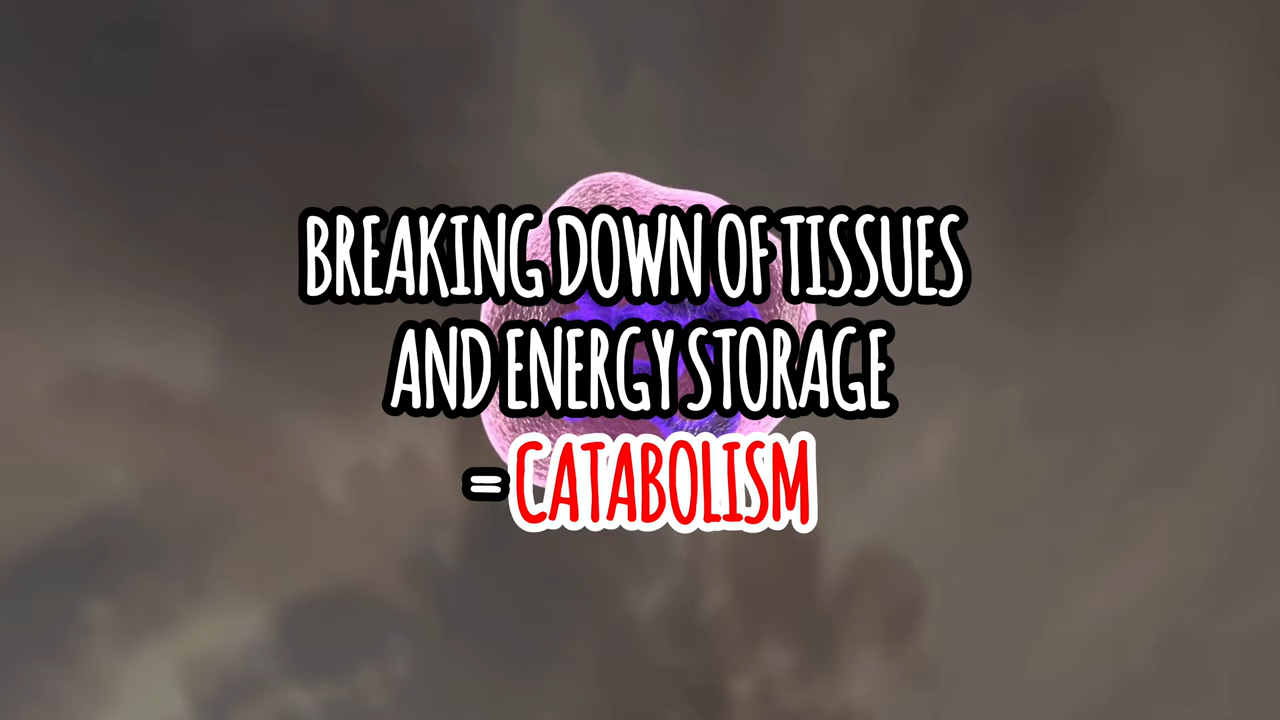 BREAKING DOWN OF TISSUES
AND ENERGY STORAGE
= CATABOLISM